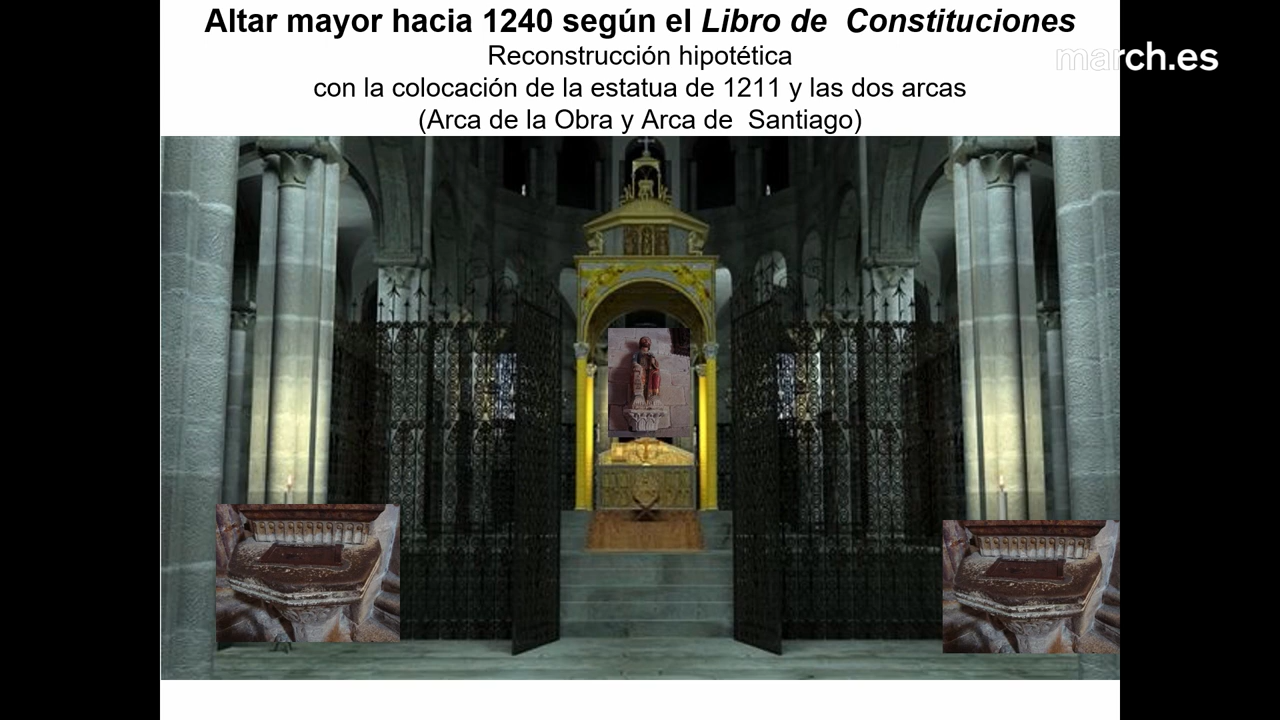 Altar mayor hacia 1240 según el Libro de Constituciones
march.es
Reconstrucción hipotética
con la colocación de la estatua de 1211 y las dos arcas
(Arca de la Obra y Arca de Santiago)